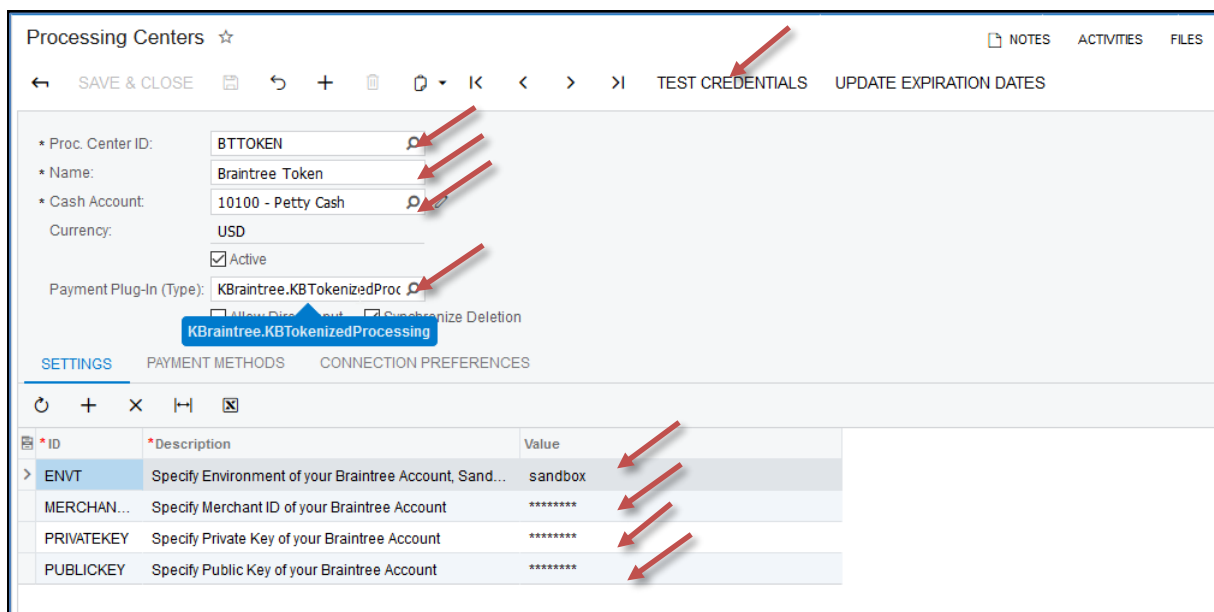 Processing Centers
NOTES ACTIVITIES FILES
SAVE & CLOSE TEST CREDENTIALS UPDATE EXPIRATION DATES
* Proc. Center ID: BTTOKEN
* Name: Braintree Token
* Cash Account: 10100 - Petty Cash
Currency: USD
Active
Payment Plug-In (Type): KBraintree.KBTokenizedProc
Allow Direct Input Synchronize Deletion
KBraintree.KBTokenizedProcessing
SETTINGS PAYMENT METHODS CONNECTION PREFERENCES
* ID * Description Value
ENVT Specify Environment of your Braintree Account, Sand... sandbox
MERCHAN... Specify Merchant ID of your Braintree Account ********
PRIVATEKEY Specify Private Key of your Braintree Account ********
PUBLICKEY Specify Public Key of your Braintree Account ********